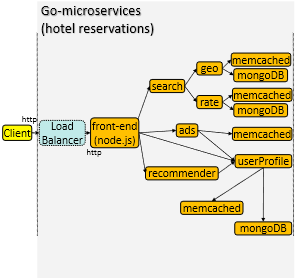 Go-microservices
(hotel reservations)
http
Client
Load
Balancer
http
front-end
(node.js)
search
geo
memcached
mongoDB
rate
memcached
mongoDB
ads
memcached
recommender
userProfile
memcached
mongoDB